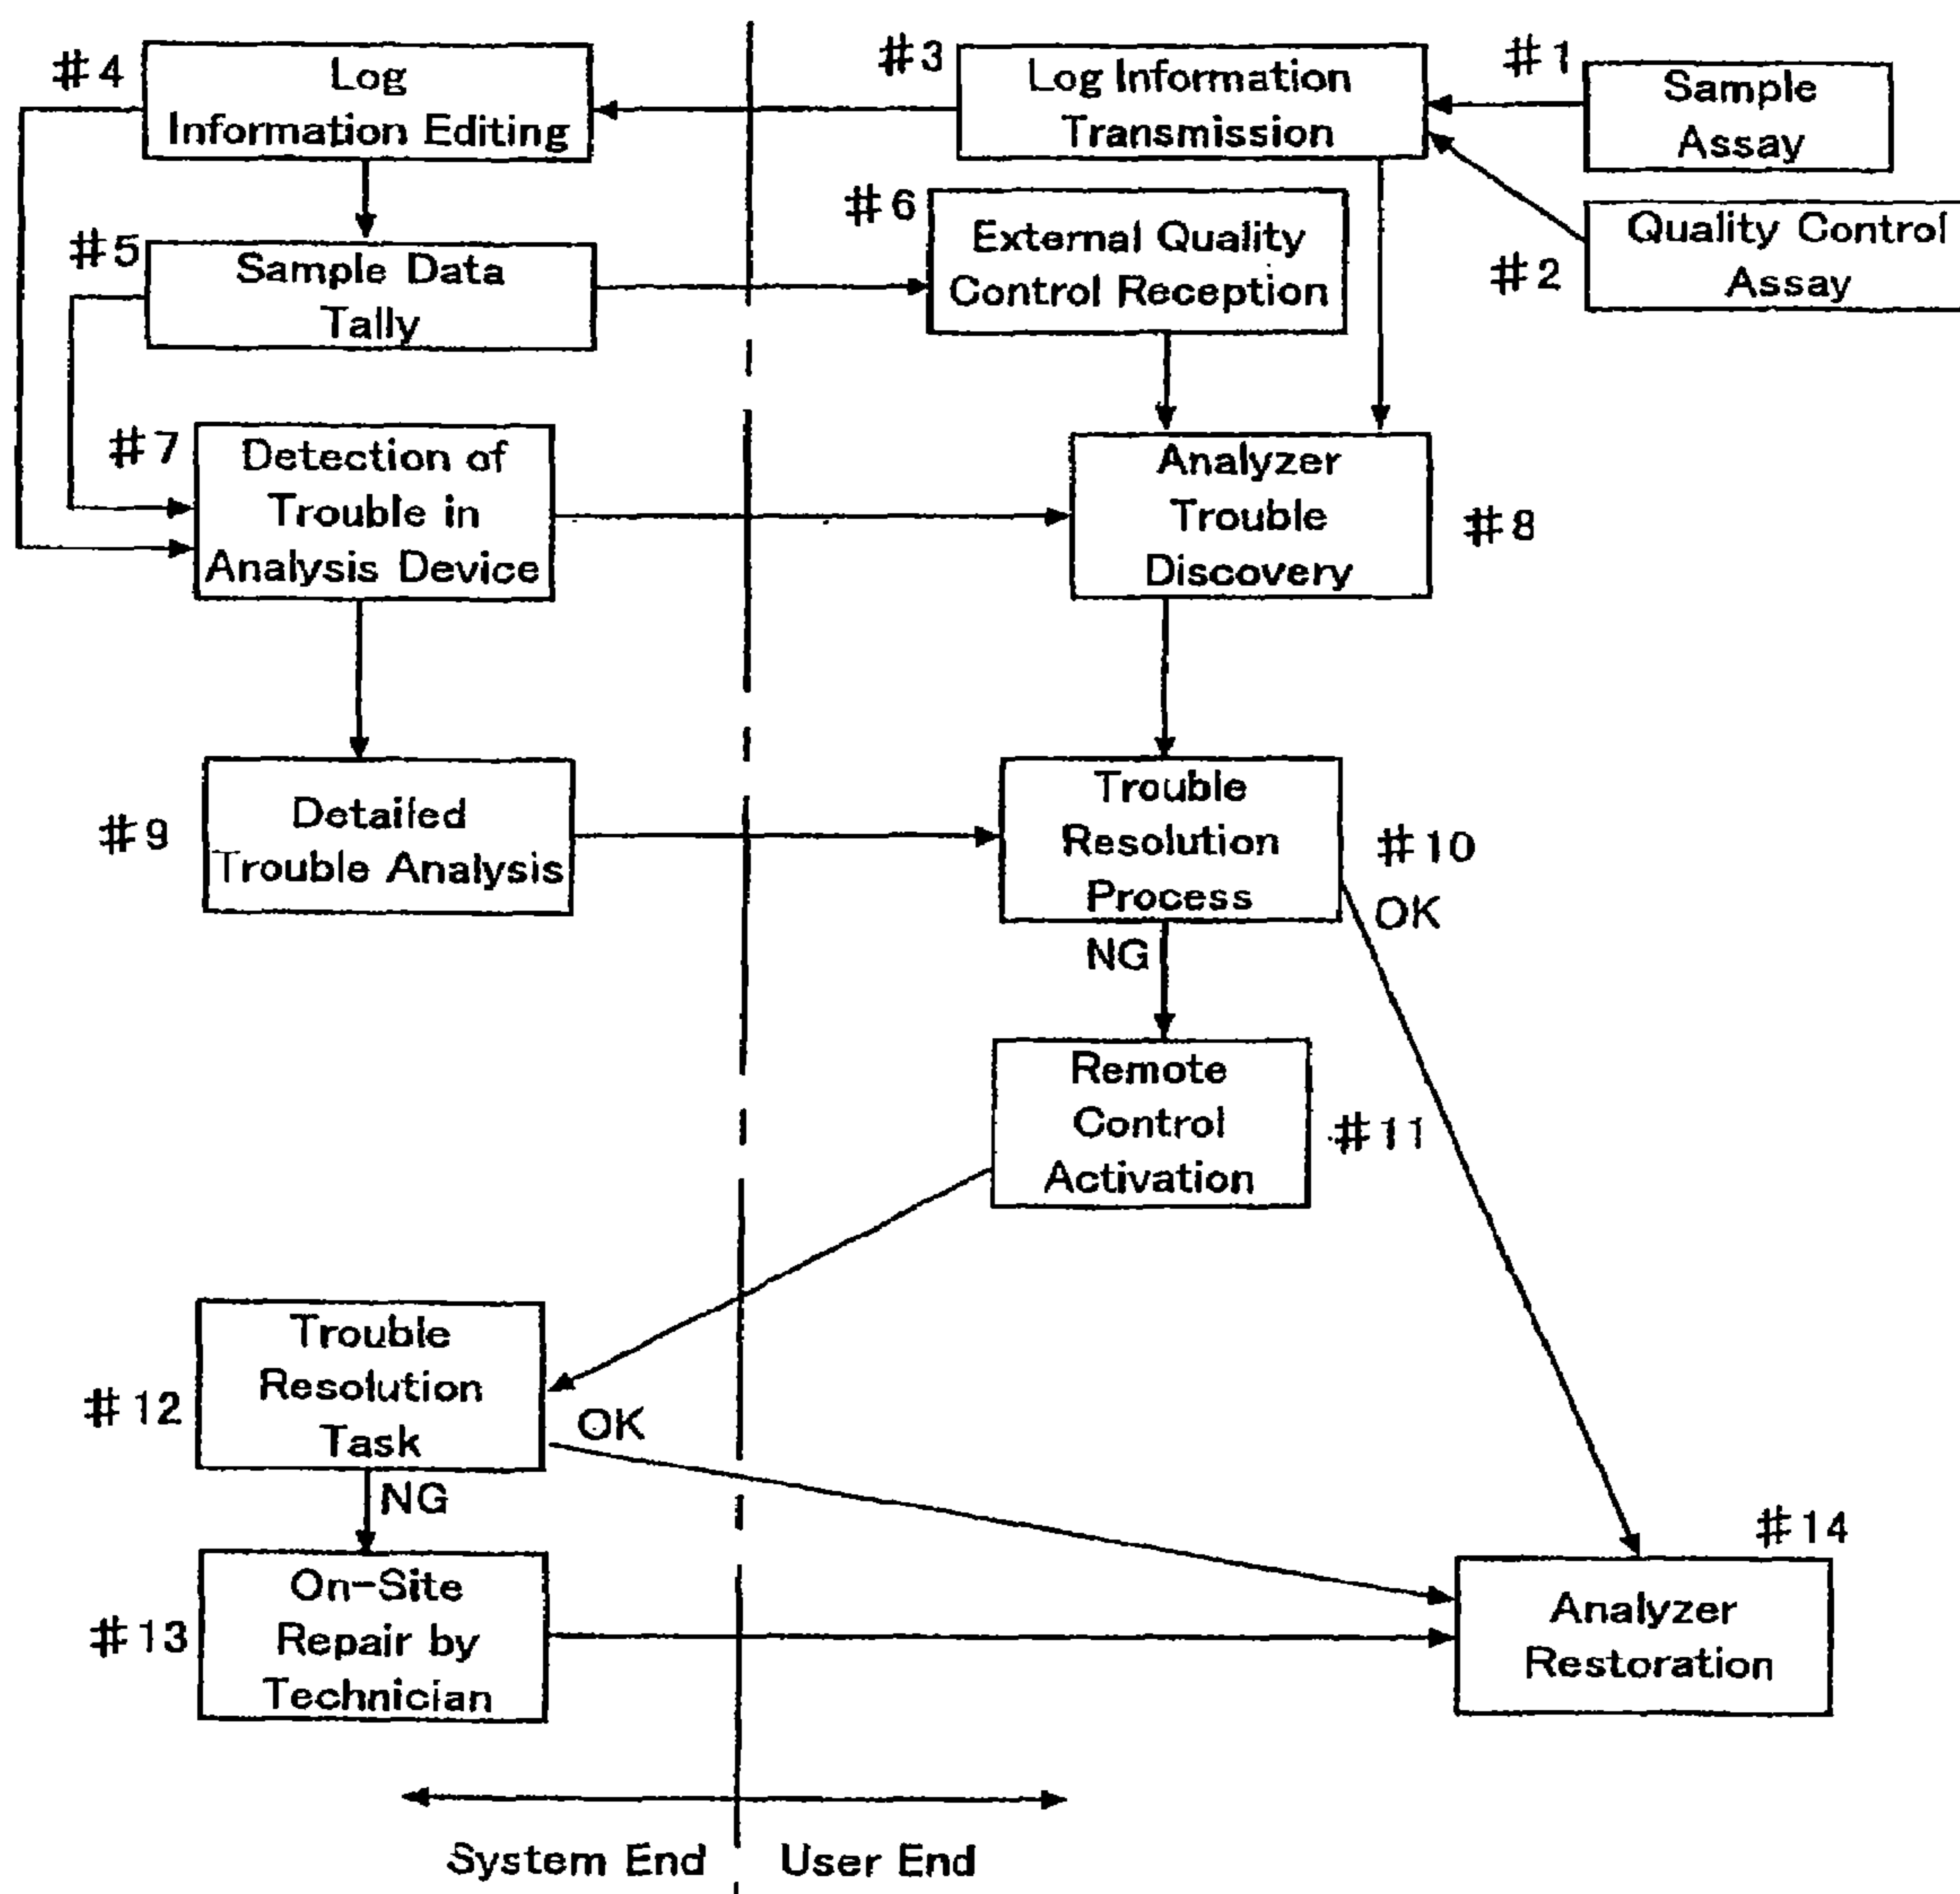 #4
Log
Information Editing
#3
Log Information
Transmission
#1
Sample
Assay
#2
Quality Control
Assay
#5
Sample Data
Tally
#6
External Quality
Control Reception
#7
Detection of
Trouble in
Analysis Device
Analyzer
Trouble
Discovery
#8
#9
Detailed
Trouble Analysis
Trouble
Resolution
Process
#10
OK
NG
Remote
Control
Activation
#11
#12
Trouble
Resolution
Task
OK
NG
#13
On-Site
Repair by
Technician
#14
Analyzer
Restoration
System End
User End